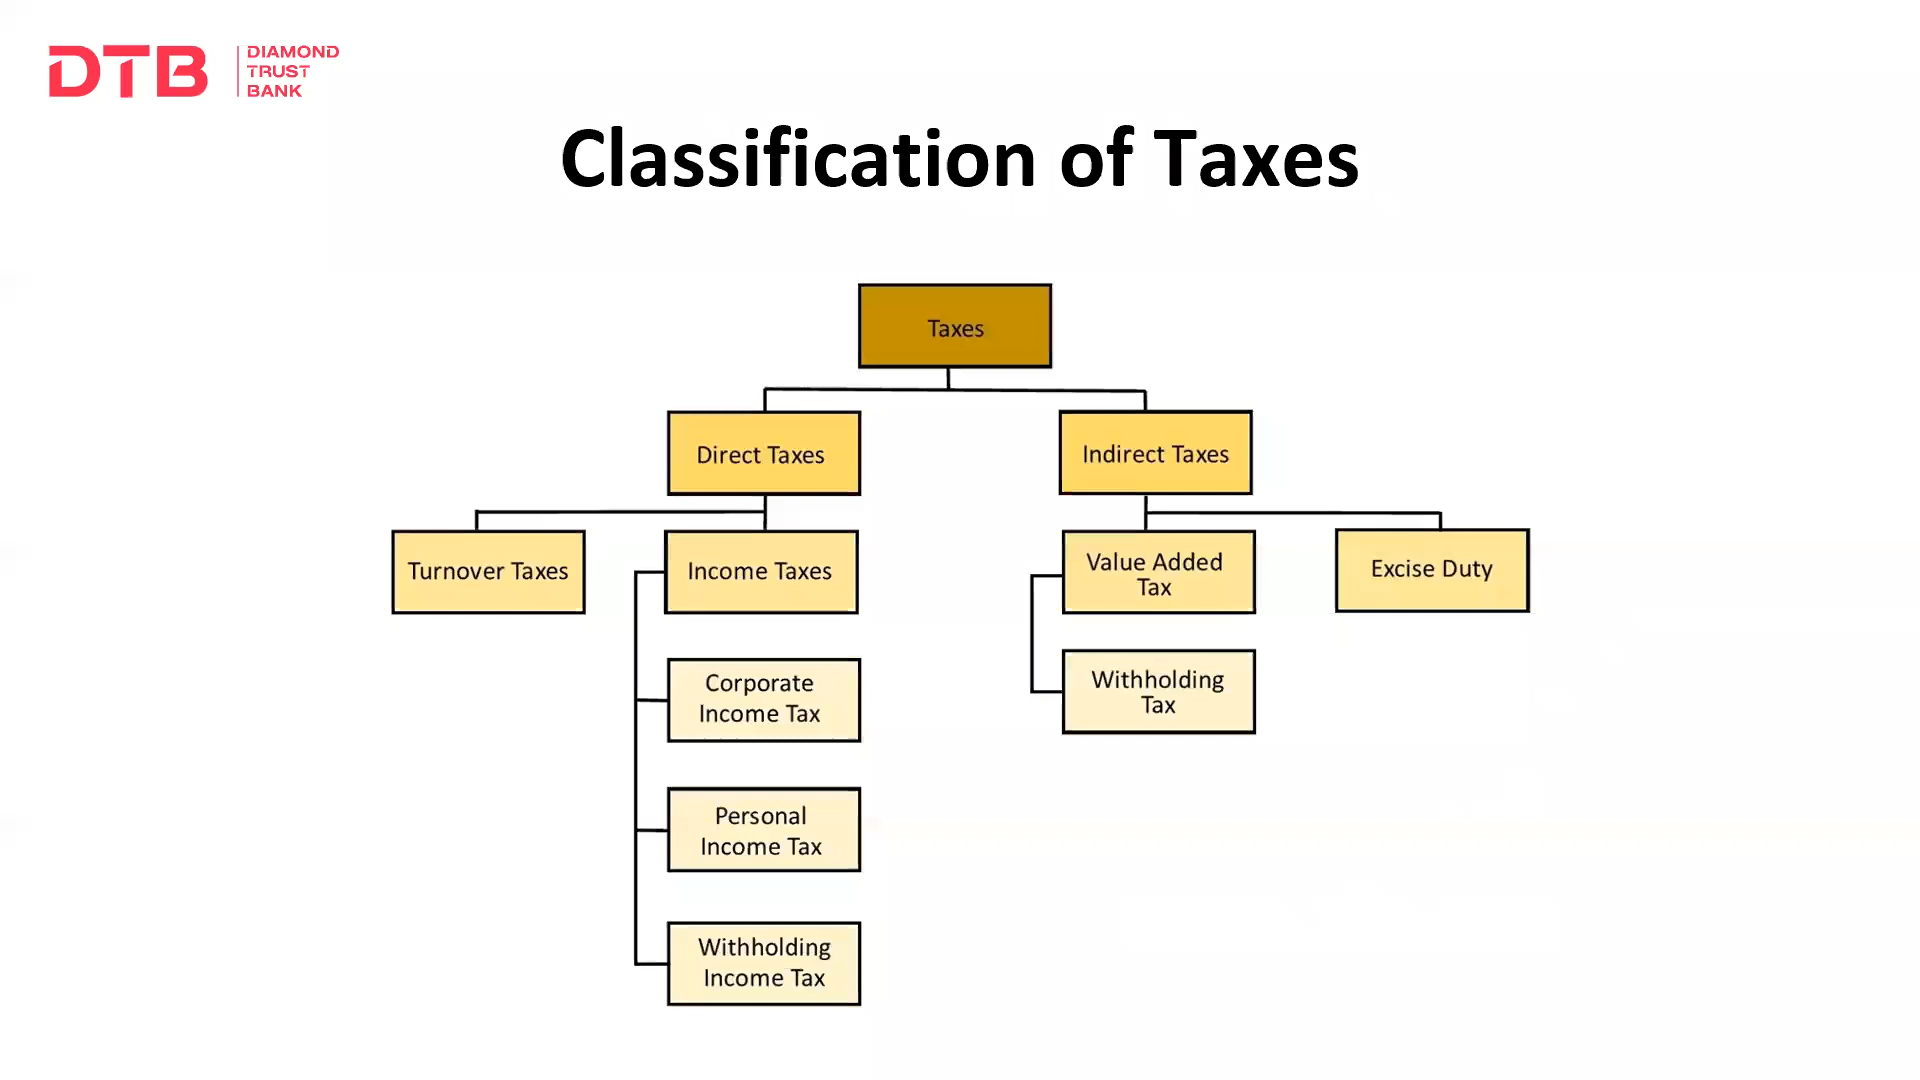 DTB
DIAMOND
TRUST
BANK
Classification of Taxes
Taxes
Direct Taxes
Indirect Taxes
Turnover Taxes
Income Taxes
Value Added
Tax
Excise Duty
Corporate
Income Tax
Withholding
Tax
Personal
Income Tax
Withholding
Income Tax